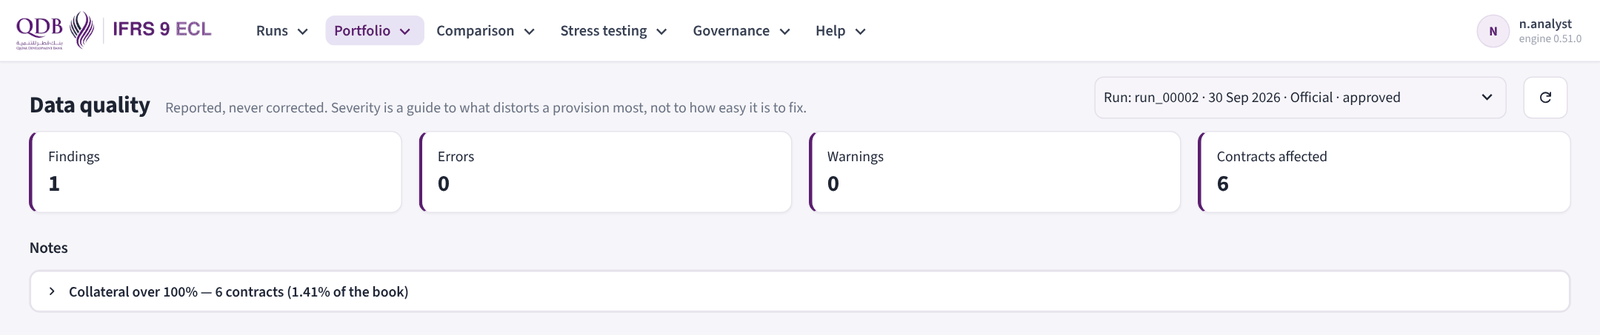 QDB
IFRS 9 ECL
Runs
Portfolio
Comparison
Stress testing
Governance
Help
N
n.analyst
engine 0.51.0
Data quality
Reported, never corrected. Severity is a guide to what distorts a provision most, not to how easy it is to fix.
Run: run_00002 · 30 Sep 2026 · Official · approved
Findings
1
Errors
0
Warnings
0
Contracts affected
6
Notes
Collateral over 100% — 6 contracts (1.41% of the book)